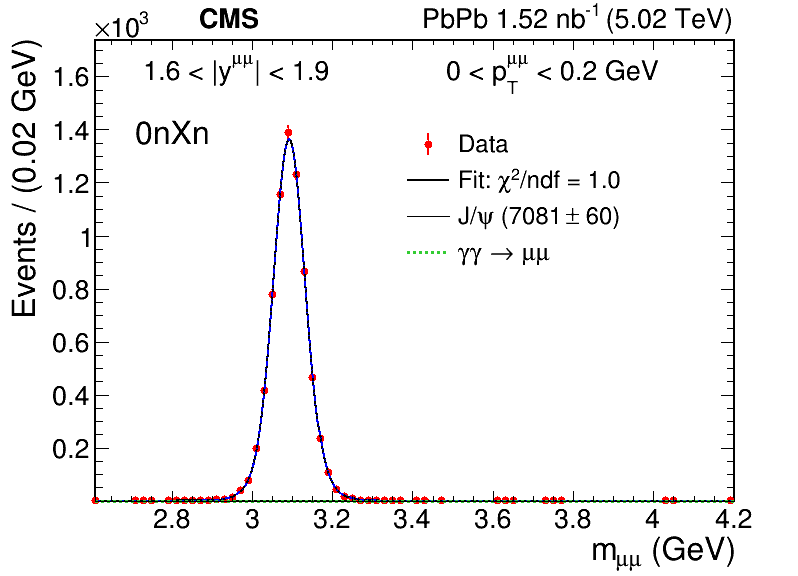 ×10³ CMS PbPb 1.52 nb⁻¹ (5.02 TeV)
1.6 < |y^μμ| < 1.9 0 < p_T^μμ < 0.2 GeV
0nXn
Data
Fit: χ²/ndf = 1.0
J/ψ (7081 ± 60)
γγ → μμ
Events / (0.02 GeV)
1.6
1.4
1.2
1
0.8
0.6
0.4
0.2
2.8 3 3.2 3.4 3.6 3.8 4 4.2
m_μμ (GeV)